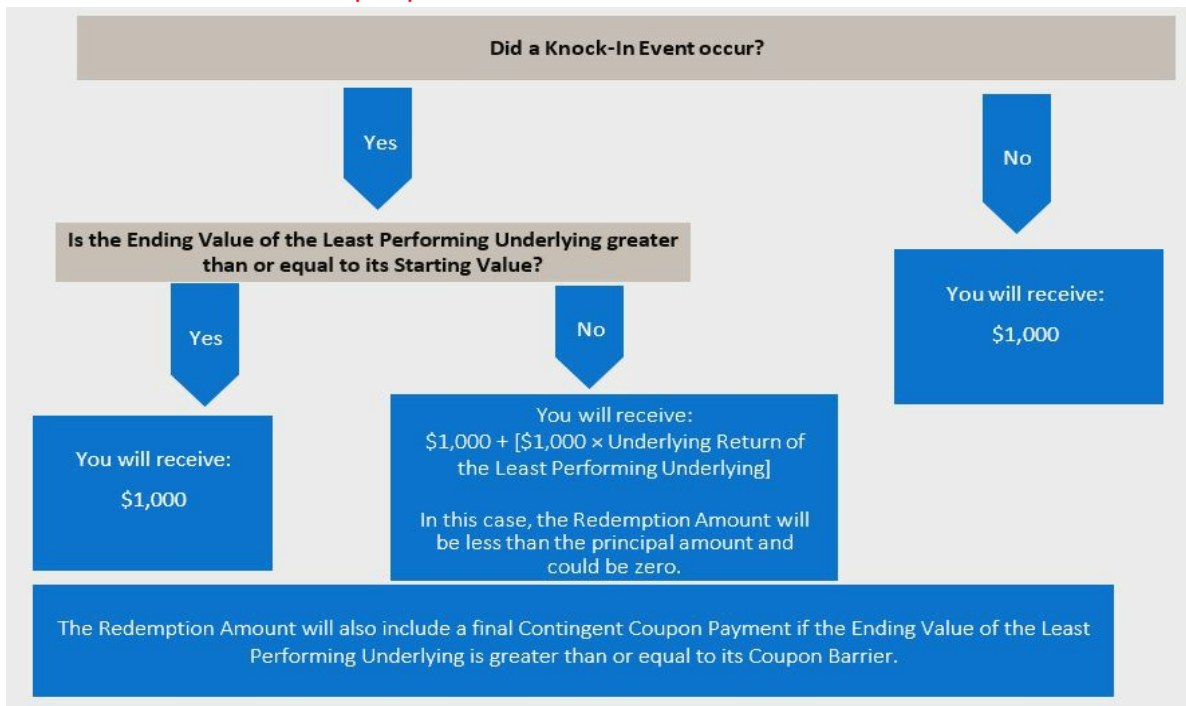 Did a Knock-In Event occur?
Yes
No
Is the Ending Value of the Least Performing Underlying greater
than or equal to its Starting Value?
You will receive:
$1,000
Yes
No
You will receive:
$1,000
You will receive:
$1,000 + [$1,000 × Underlying Return of
the Least Performing Underlying]
In this case, the Redemption Amount will
be less than the principal amount and
could be zero.
The Redemption Amount will also include a final Contingent Coupon Payment if the Ending Value of the Least
Performing Underlying is greater than or equal to its Coupon Barrier.